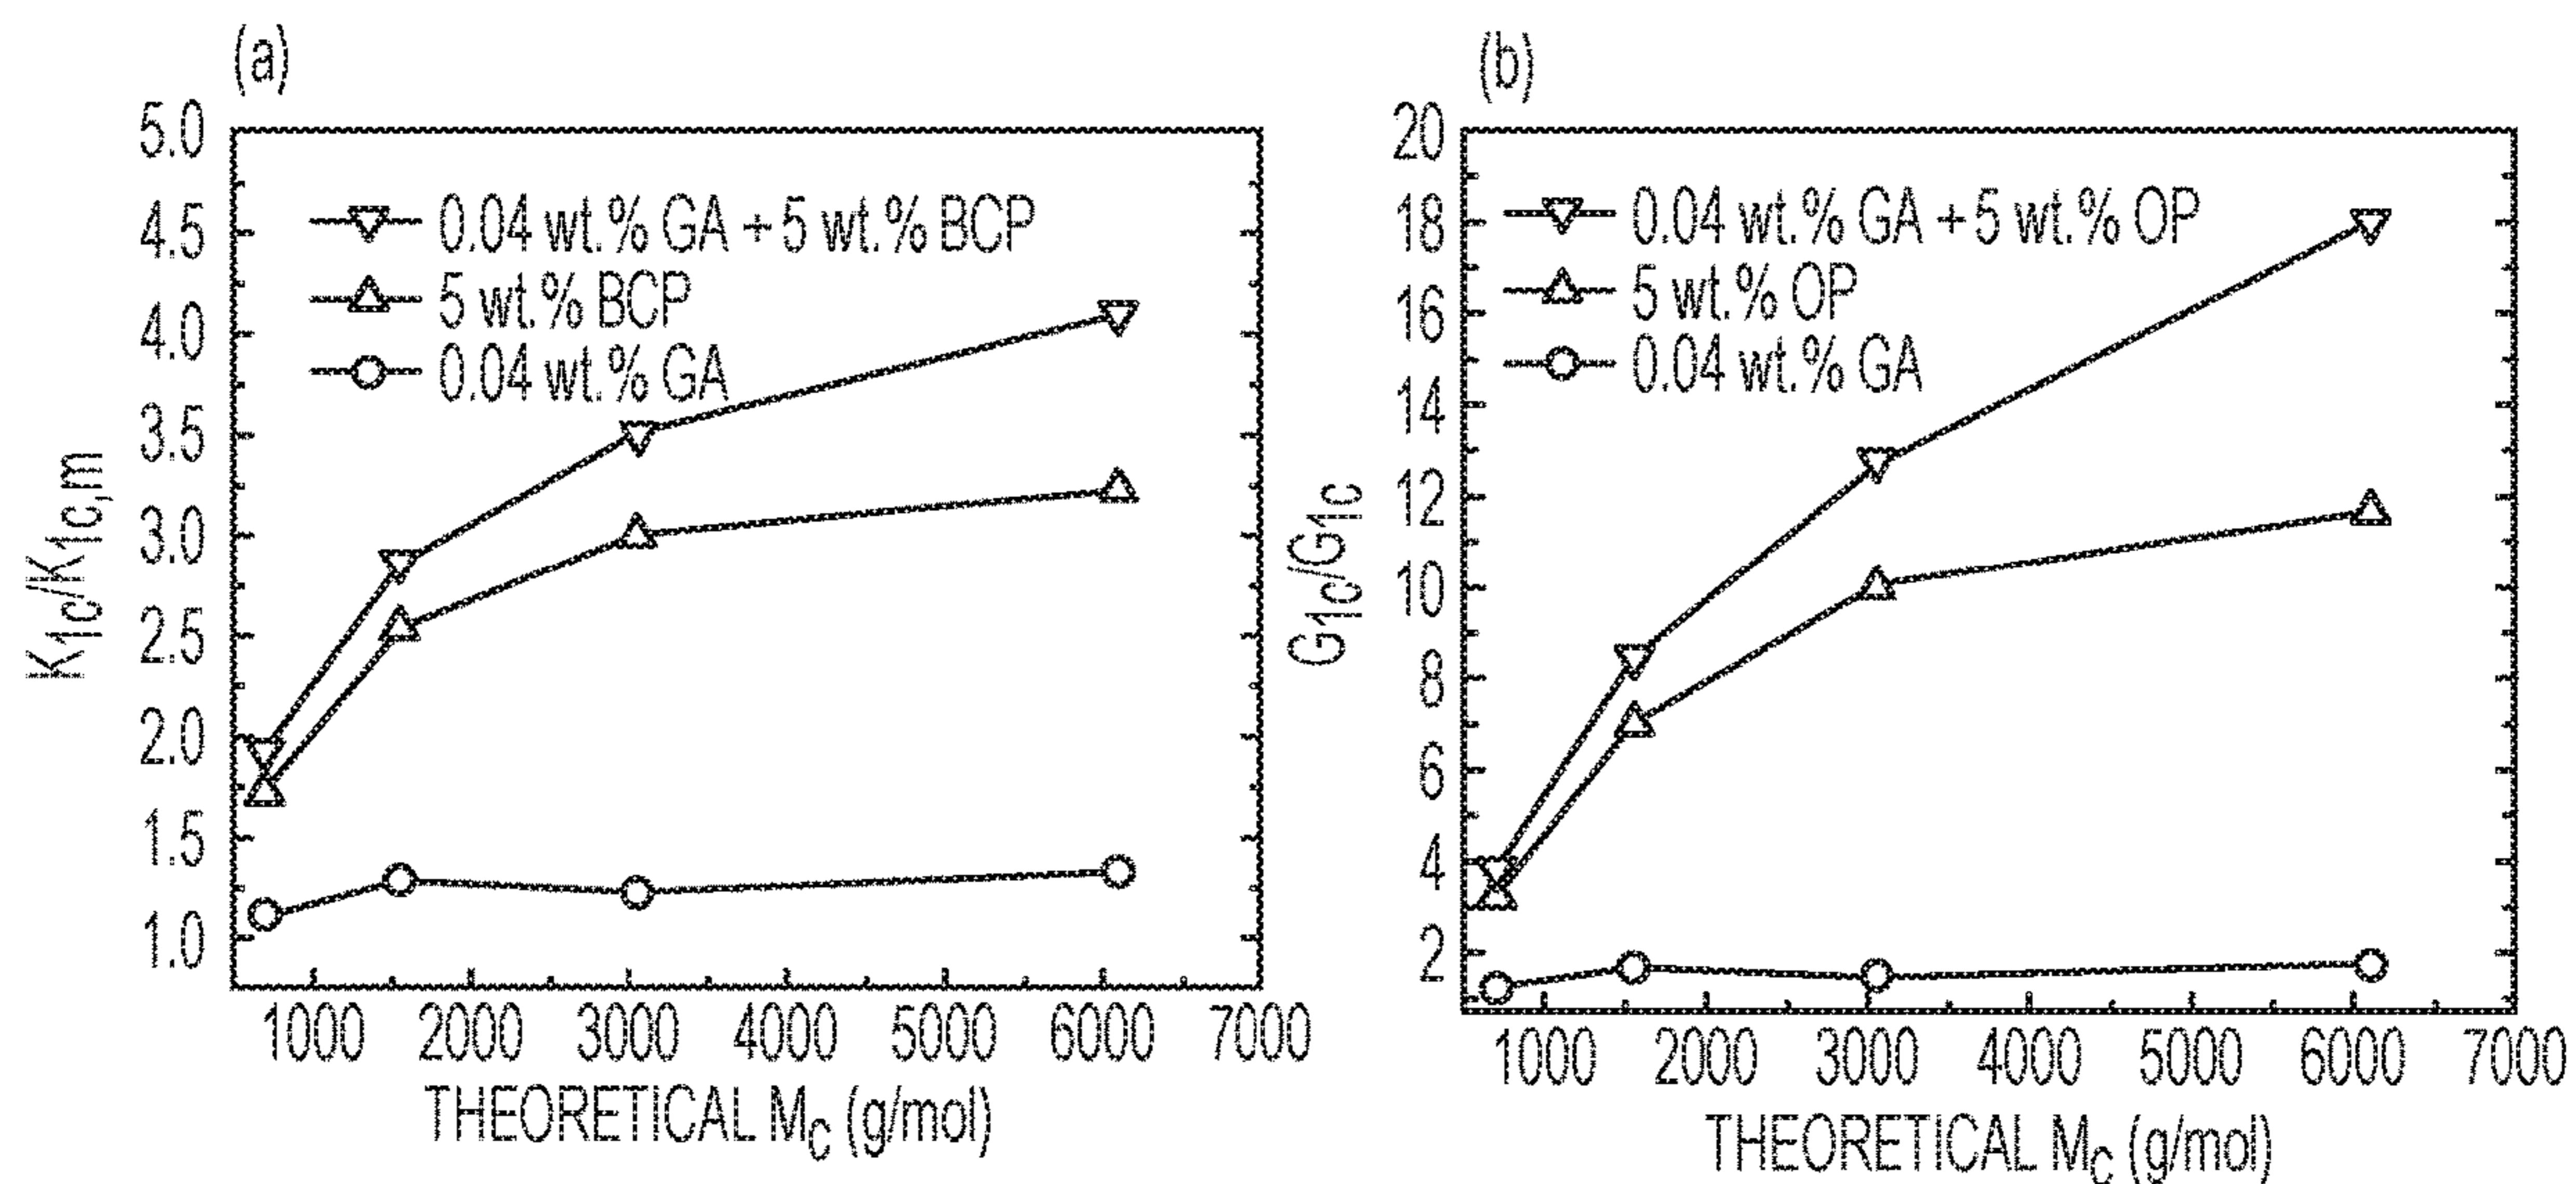 (a)
5.0
4.5
4.0
3.5
3.0
2.5
2.0
1.5
1.0
K1c/K1c,m
0.04 wt.% GA + 5 wt.% BCP
5 wt.% BCP
0.04 wt.% GA
1000 2000 3000 4000 5000 6000 7000
THEORETICAL Mc (g/mol)
(b)
20
18
16
14
12
10
8
6
4
2
G1c/G1c
0.04 wt.% GA + 5 wt.% OP
5 wt.% OP
0.04 wt.% GA
1000 2000 3000 4000 5000 6000 7000
THEORETICAL Mc (g/mol)